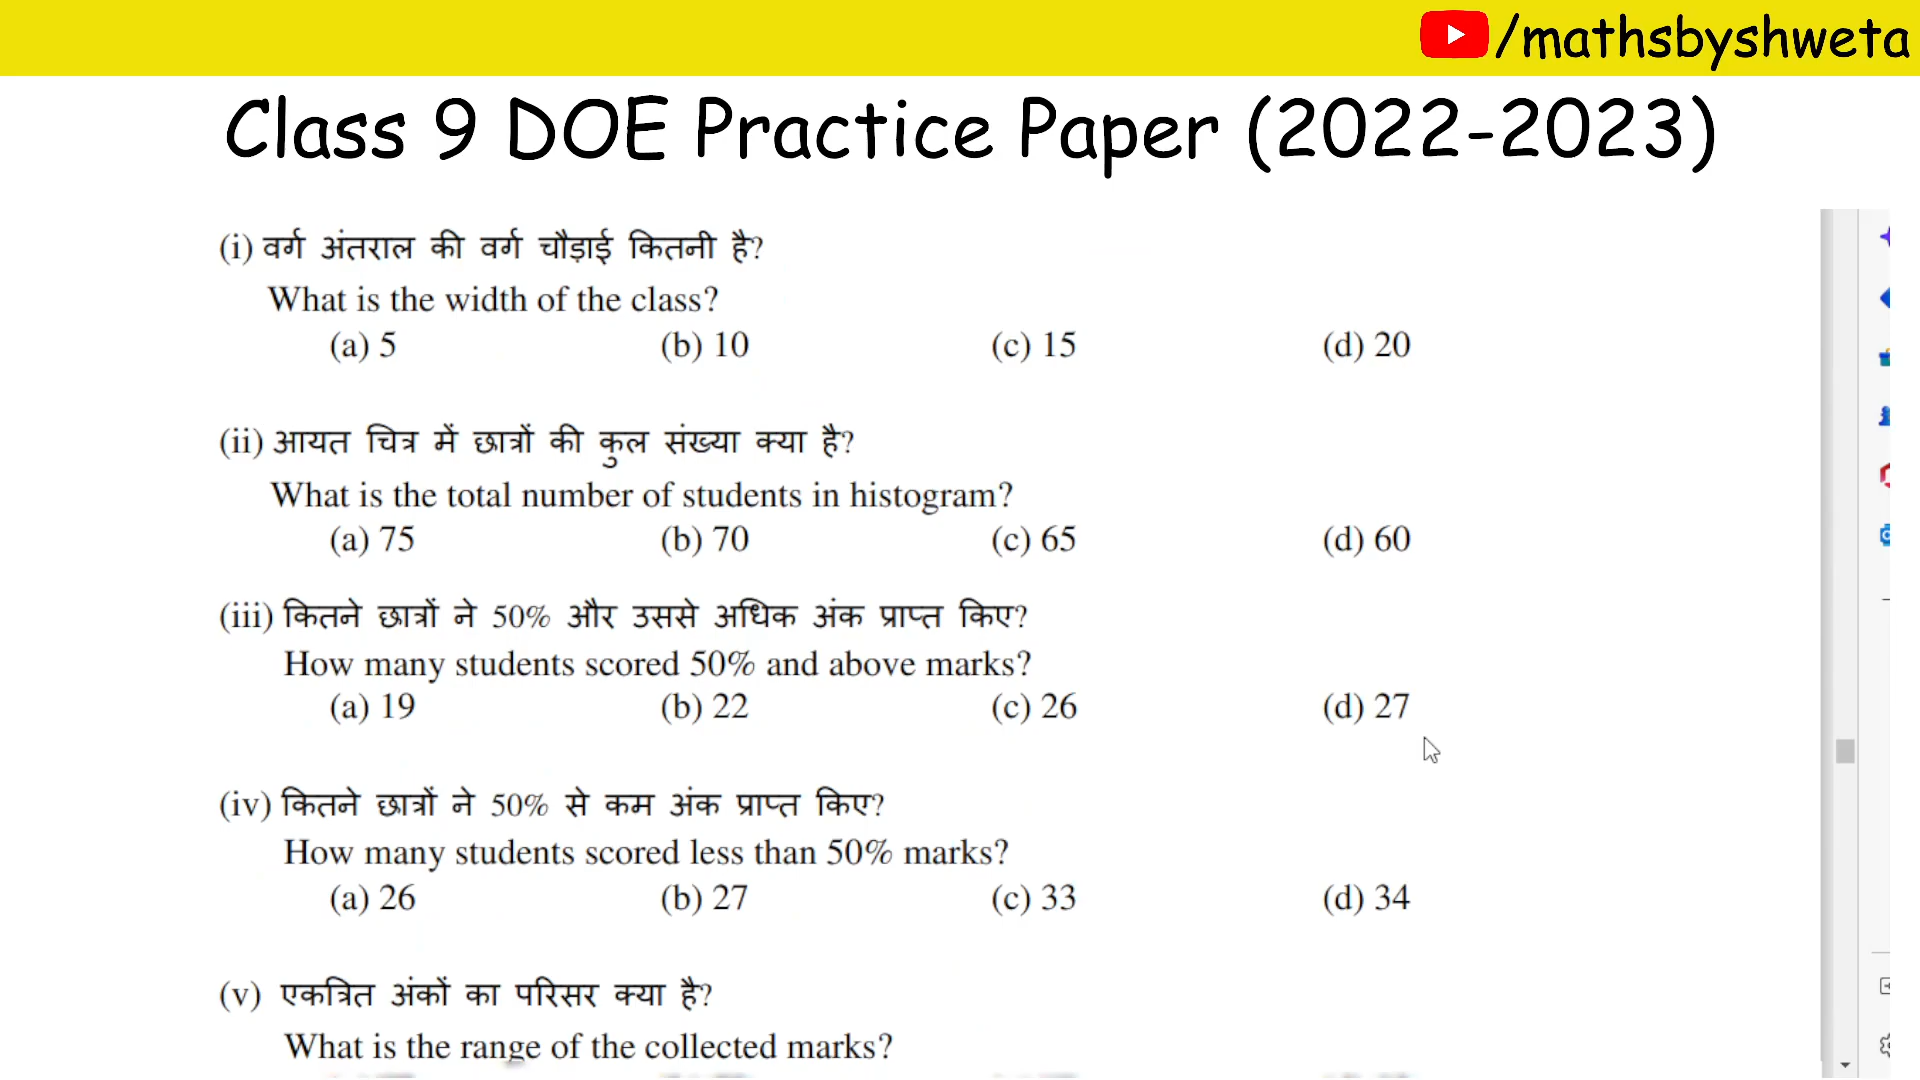 /mathsbyshweta
Class 9 DOE Practice Paper (2022-2023)
(i) वर्ग अंतराल की वर्ग चौड़ाई कितनी है?
What is the width of the class?
(a) 5 (b) 10 (c) 15 (d) 20
(ii) आयत चित्र में छात्रों की कुल संख्या क्या है?
What is the total number of students in histogram?
(a) 75 (b) 70 (c) 65 (d) 60
(iii) कितने छात्रों ने 50% और उससे अधिक अंक प्राप्त किए?
How many students scored 50% and above marks?
(a) 19 (b) 22 (c) 26 (d) 27
(iv) कितने छात्रों ने 50% से कम अंक प्राप्त किए?
How many students scored less than 50% marks?
(a) 26 (b) 27 (c) 33 (d) 34
(v) एकत्रित अंकों का परिसर क्या है?
What is the range of the collected marks?